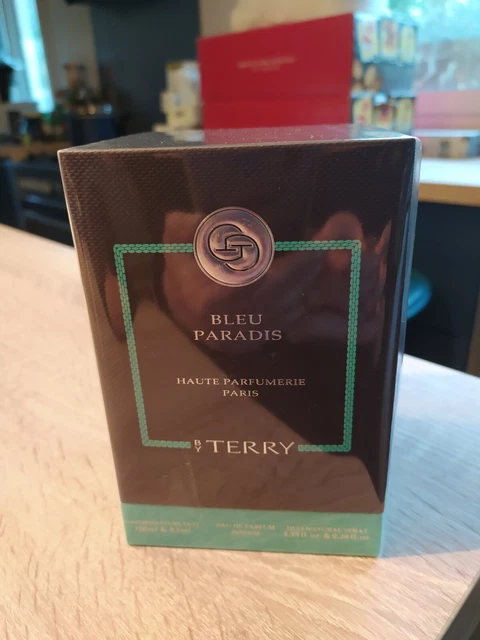 BLEU
PARADIS
HAUTE PARFUMERIE
PARIS
BY TERRY
EAU DE PARFUM